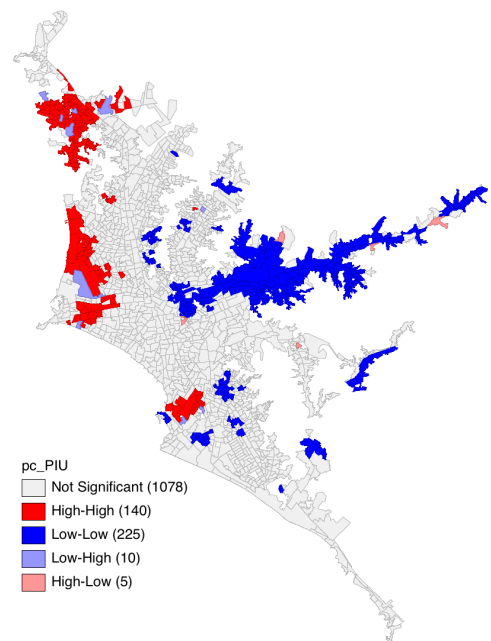 pc_PIU
Not Significant (1078)
High-High (140)
Low-Low (225)
Low-High (10)
High-Low (5)